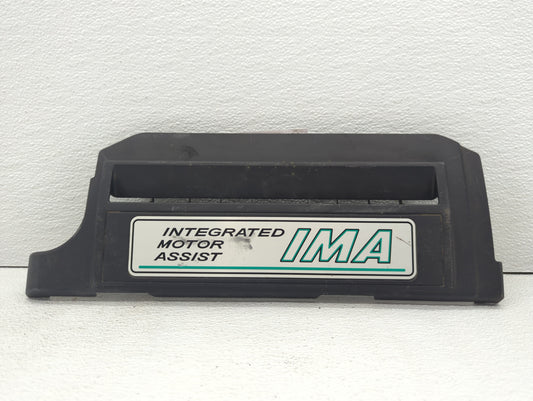 INTEGRATED
MOTOR
ASSIST
IMA